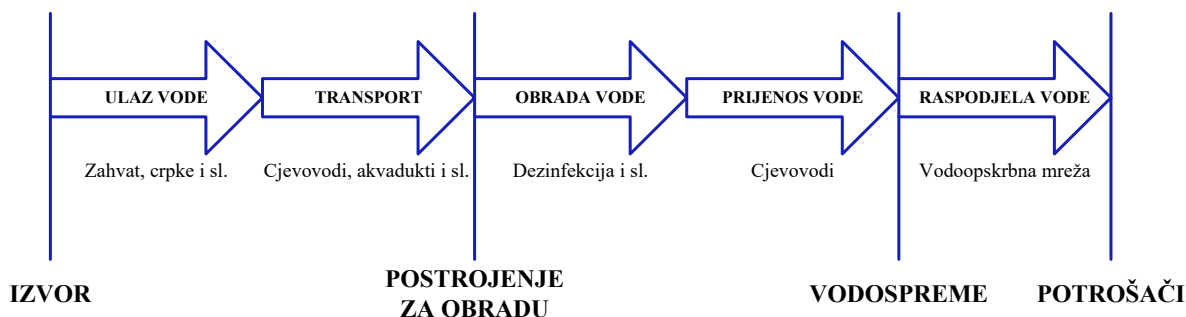 ULAZ VODE
TRANSPORT
OBRADA VODE
PRIJENOS VODE
RASPODJELA VODE
Zahvat, crpke i sl.
Cjevovodi, akvadukti i sl.
Dezinfekcija i sl.
Cjevovodi
Vodoopskrbna mreža
IZVOR
POSTROJENJE
ZA OBRADU
VODOSPREME
POTROŠAČI